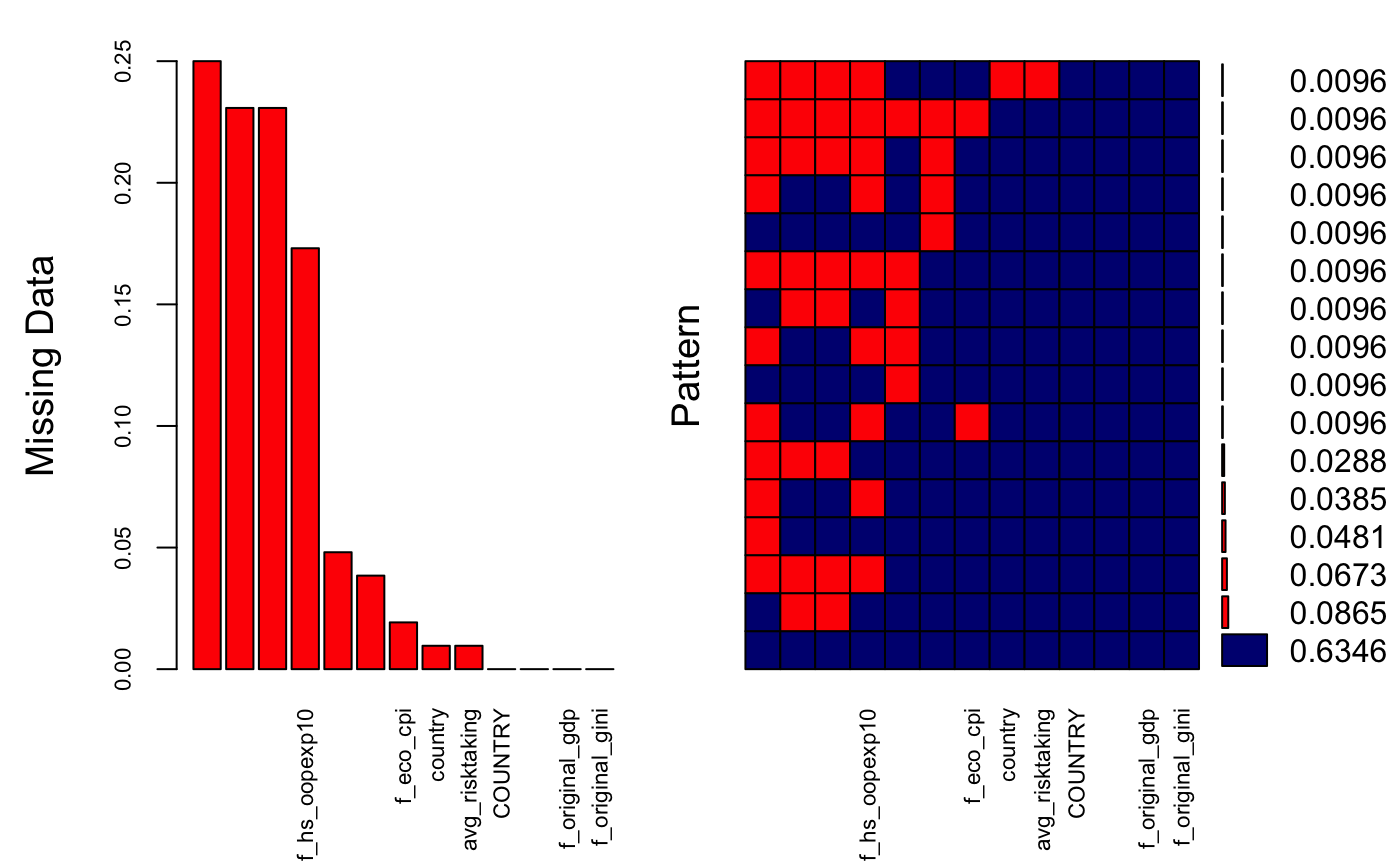 Missing Data
0.25
0.20
0.15
0.10
0.05
0.00
f_hs_oopexp10
f_eco_cpi
country
avg_risktaking
COUNTRY
f_original_gdp
f_original_gini
Pattern
0.0096
0.0096
0.0096
0.0096
0.0096
0.0096
0.0096
0.0096
0.0096
0.0096
0.0288
0.0385
0.0481
0.0673
0.0865
0.6346
f_hs_oopexp10
f_eco_cpi
country
avg_risktaking
COUNTRY
f_original_gdp
f_original_gini